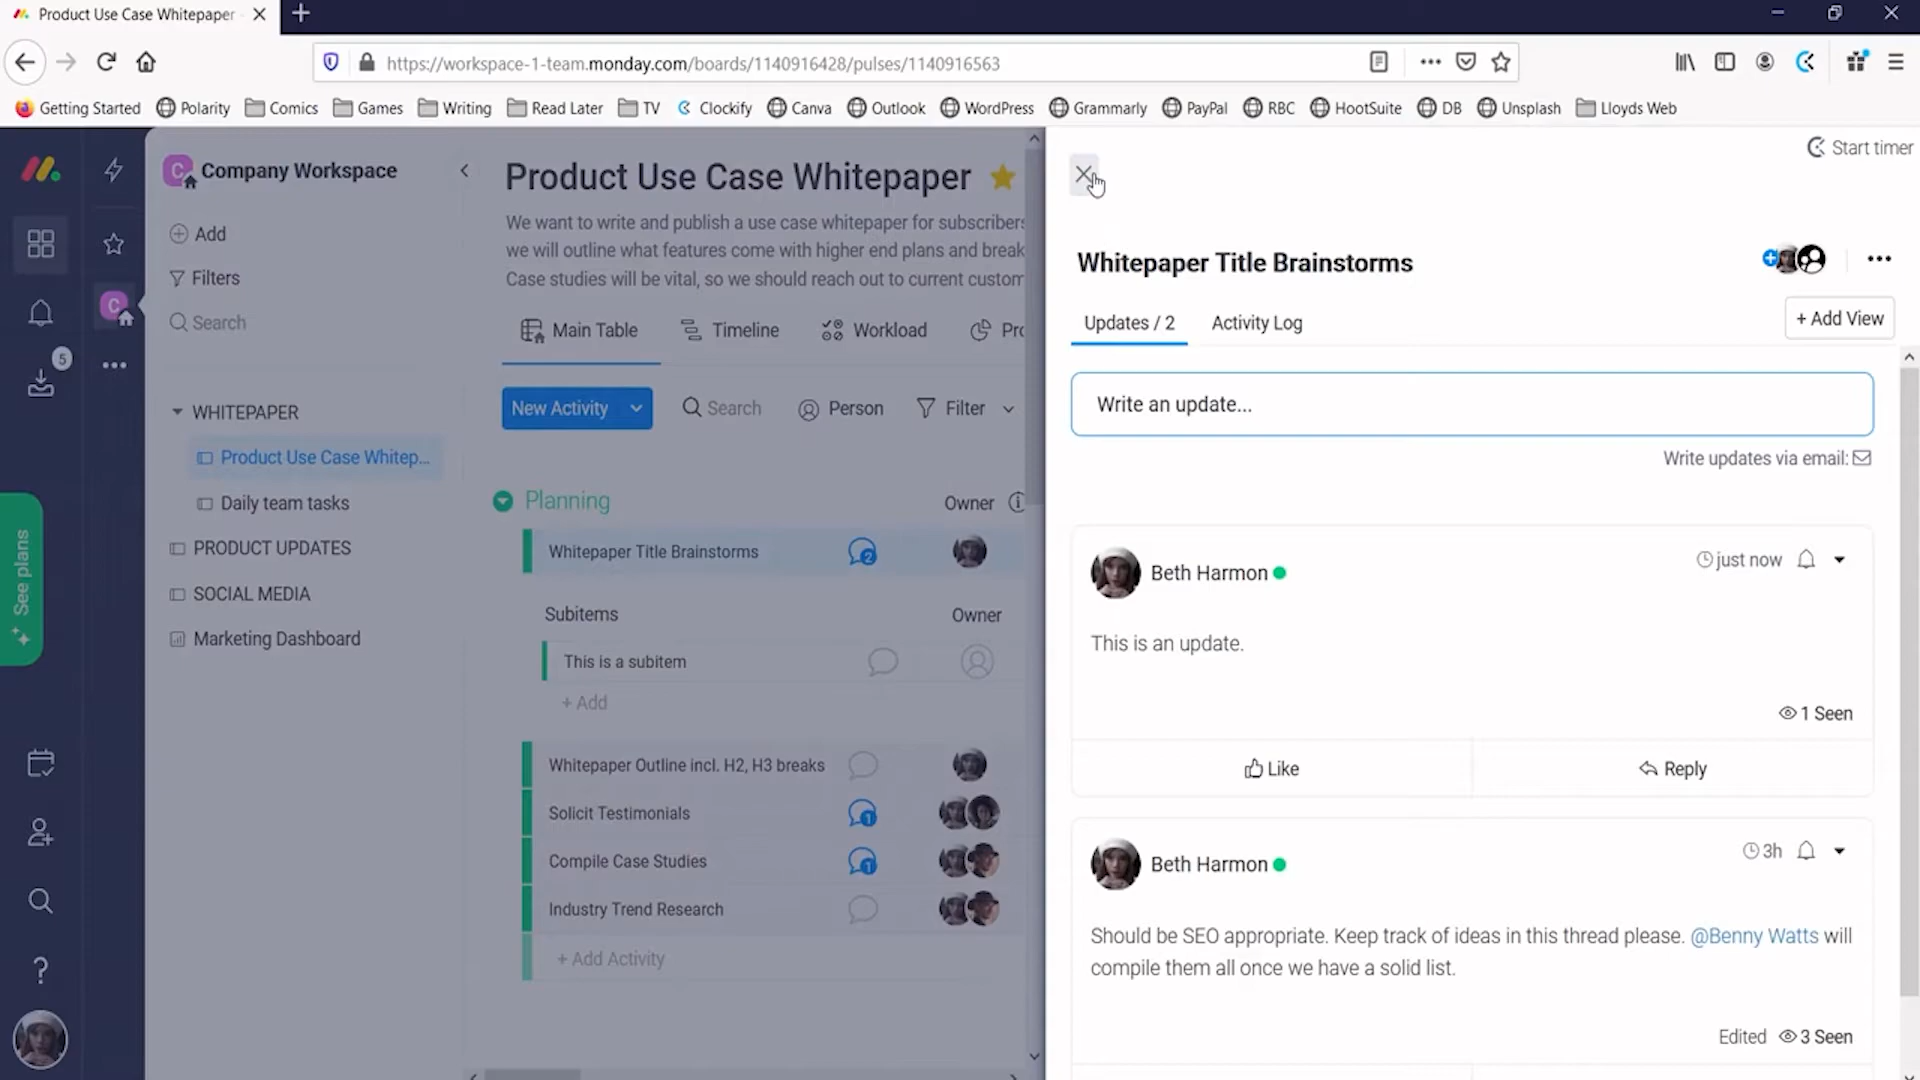 Product Use Case Whitepaper
https://workspace-1-team.monday.com/boards/1140916428/pulses/1140916563
Getting Started Polarity Comics Games Writing Read Later TV Clockify Canva Outlook WordPress Grammarly PayPal RBC HootSuite DB Unsplash Lloyds Web
C Company Workspace
Add
Filters
Search
C
5
WHITEPAPER
Product Use Case Whitep...
Daily team tasks
PRODUCT UPDATES
SOCIAL MEDIA
Marketing Dashboard
See plans
?
Product Use Case Whitepaper
We want to write and publish a use case whitepaper for subscribers
we will outline what features come with higher end plans and break
Case studies will be vital, so we should reach out to current custom
Main Table Timeline Workload Pro
New Activity Search Person Filter
Planning Owner
Whitepaper Title Brainstorms 2
Subitems Owner
This is a subitem
+ Add
Whitepaper Outline incl. H2, H3 breaks
Solicit Testimonials 1
Compile Case Studies 1
Industry Trend Research
+ Add Activity
Start timer
Whitepaper Title Brainstorms
Updates / 2 Activity Log + Add View
Write an update...
Write updates via email:
Beth Harmon just now
This is an update.
1 Seen
Like Reply
Beth Harmon 3h
Should be SEO appropriate. Keep track of ideas in this thread please. @Benny Watts will
compile them all once we have a solid list.
Edited 3 Seen